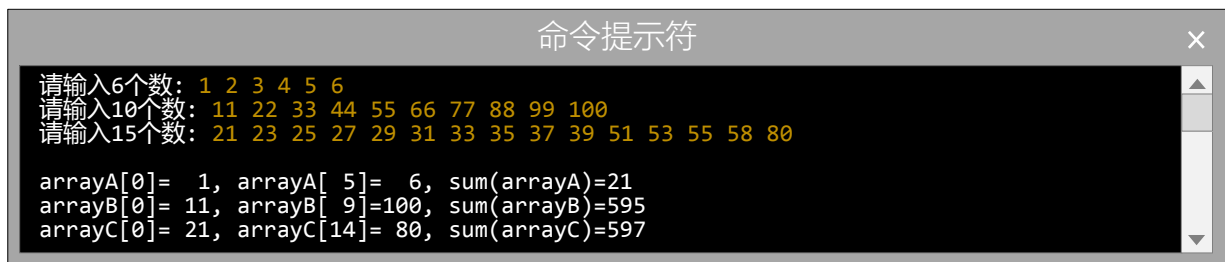 命令提示符
×
请输入6个数: 1 2 3 4 5 6
请输入10个数: 11 22 33 44 55 66 77 88 99 100
请输入15个数: 21 23 25 27 29 31 33 35 37 39 51 53 55 58 80
arrayA[0]=  1, arrayA[ 5]=  6, sum(arrayA)=21
arrayB[0]= 11, arrayB[ 9]=100, sum(arrayB)=595
arrayC[0]= 21, arrayC[14]= 80, sum(arrayC)=597